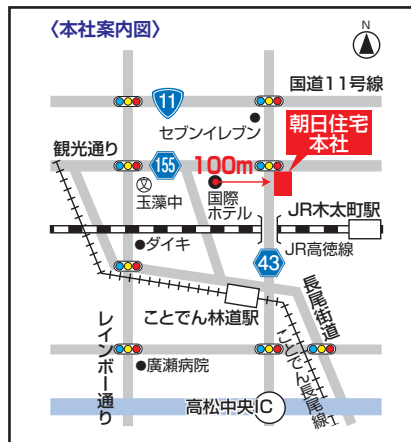 〈本社案内図〉
N
国道11号線
11
セブンイレブン
朝日住宅
本社
観光通り
155
100m
文
玉藻中
国際
ホテル
JR木太町駅
ダイキ
JR高徳線
43
ことでん林道駅
長尾街道
レインボー通り
ことでん長尾線
廣瀬病院
高松中央IC